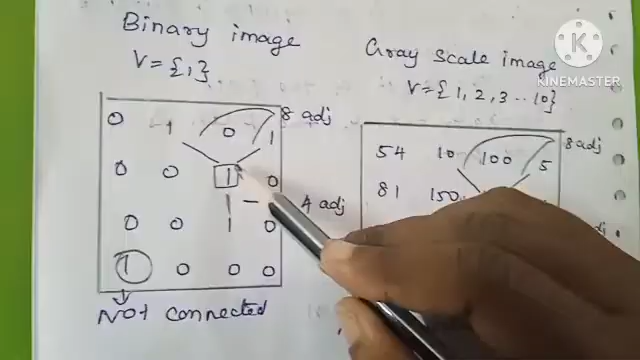 Binary image
V = {1}
0 1 0 1
8 adj
0 0 1 0
4 adj
0 0 1 0
1 0 0 0
Not connected
Gray scale image
V = {1, 2, 3 .. 10}
54 10 100 5
8 adj
81 150
K
KINEMASTER